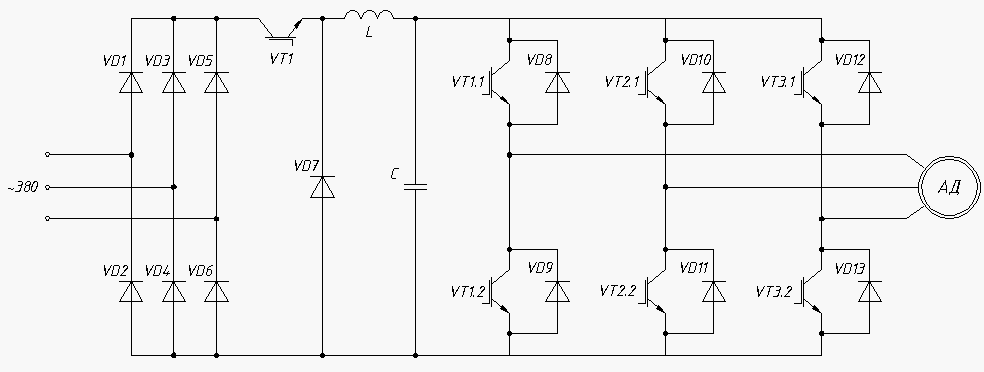 VD1 VD3 VD5 VT1 L VD8 VD10 VD12
VT1.1 VT2.1 VT3.1
VD7 C
~380 АД
VD2 VD4 VD6 VD9 VD11 VD13
VT1.2 VT2.2 VT3.2